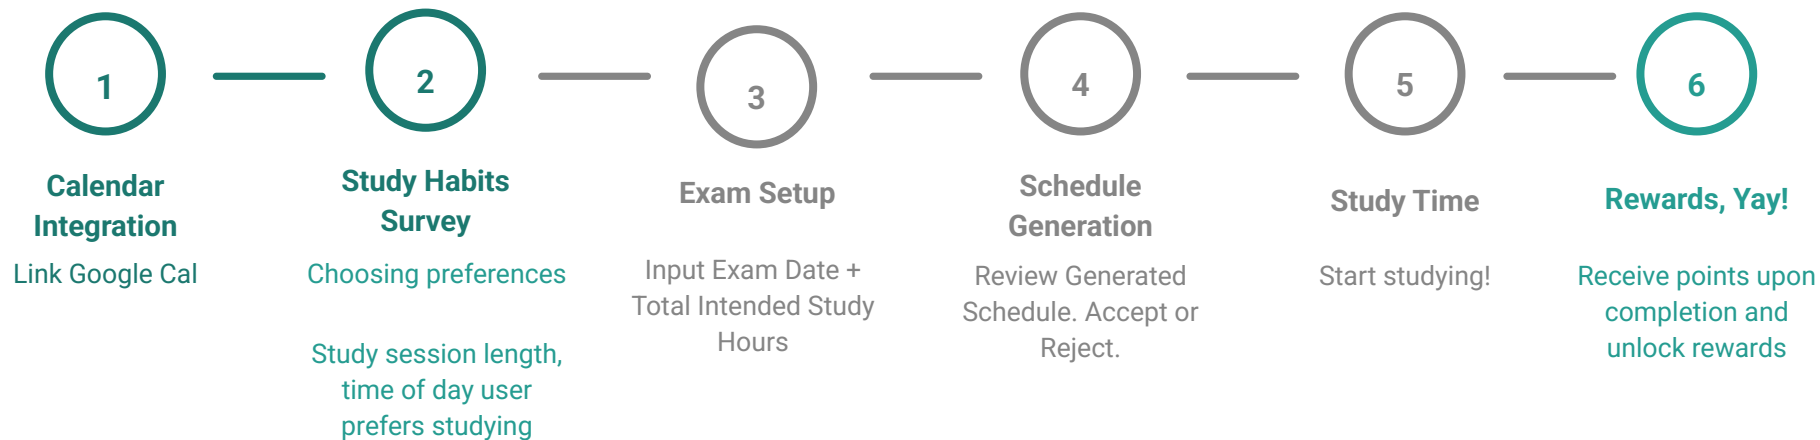 1
Calendar
Integration
Link Google Cal
2
Study Habits
Survey
Choosing preferences
Study session length,
time of day user
prefers studying
3
Exam Setup
Input Exam Date +
Total Intended Study
Hours
4
Schedule
Generation
Review Generated
Schedule. Accept or
Reject.
5
Study Time
Start studying!
6
Rewards, Yay!
Receive points upon
completion and
unlock rewards